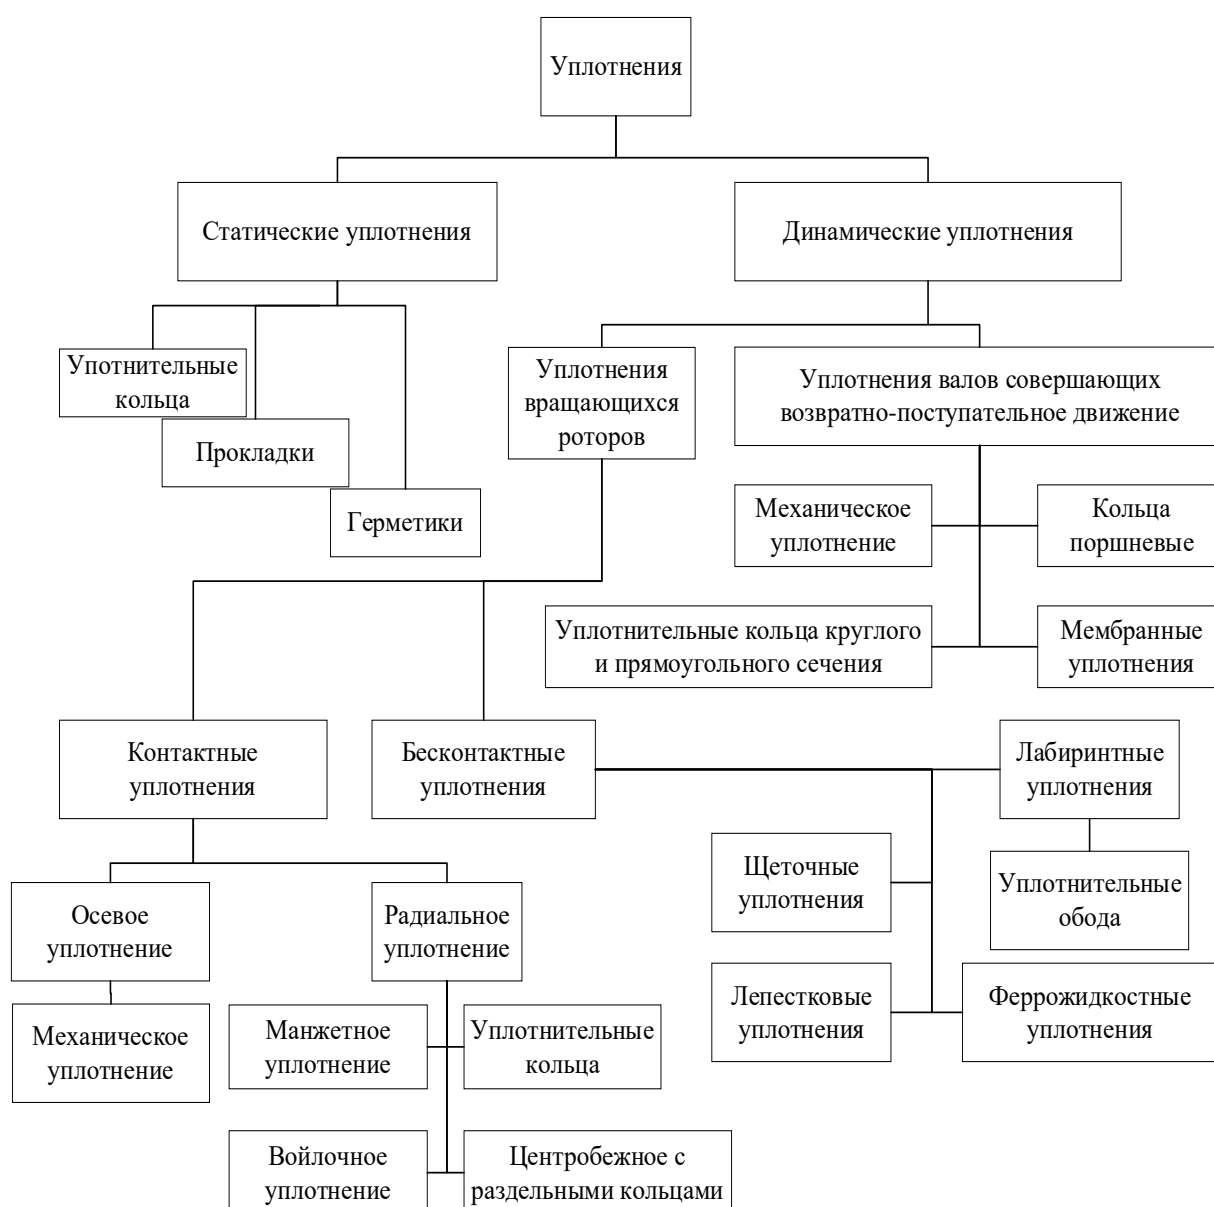 Уплотнения
Статические уплотнения
Динамические уплотнения
Употнительные
кольца
Прокладки
Герметики
Уплотнения
вращающихся
роторов
Уплотнения валов совершающих
возвратно-поступательное движение
Механическое
уплотнение
Кольца
поршневые
Уплотнительные кольца круглого
и прямоугольного сечения
Мембранные
уплотнения
Контактные
уплотнения
Бесконтактные
уплотнения
Лабиринтные
уплотнения
Щеточные
уплотнения
Уплотнительные
обода
Осевое
уплотнение
Радиальное
уплотнение
Лепестковые
уплотнения
Феррожидкостные
уплотнения
Механическое
уплотнение
Манжетное
уплотнение
Уплотнительные
кольца
Войлочное
уплотнение
Центробежное с
раздельными кольцами